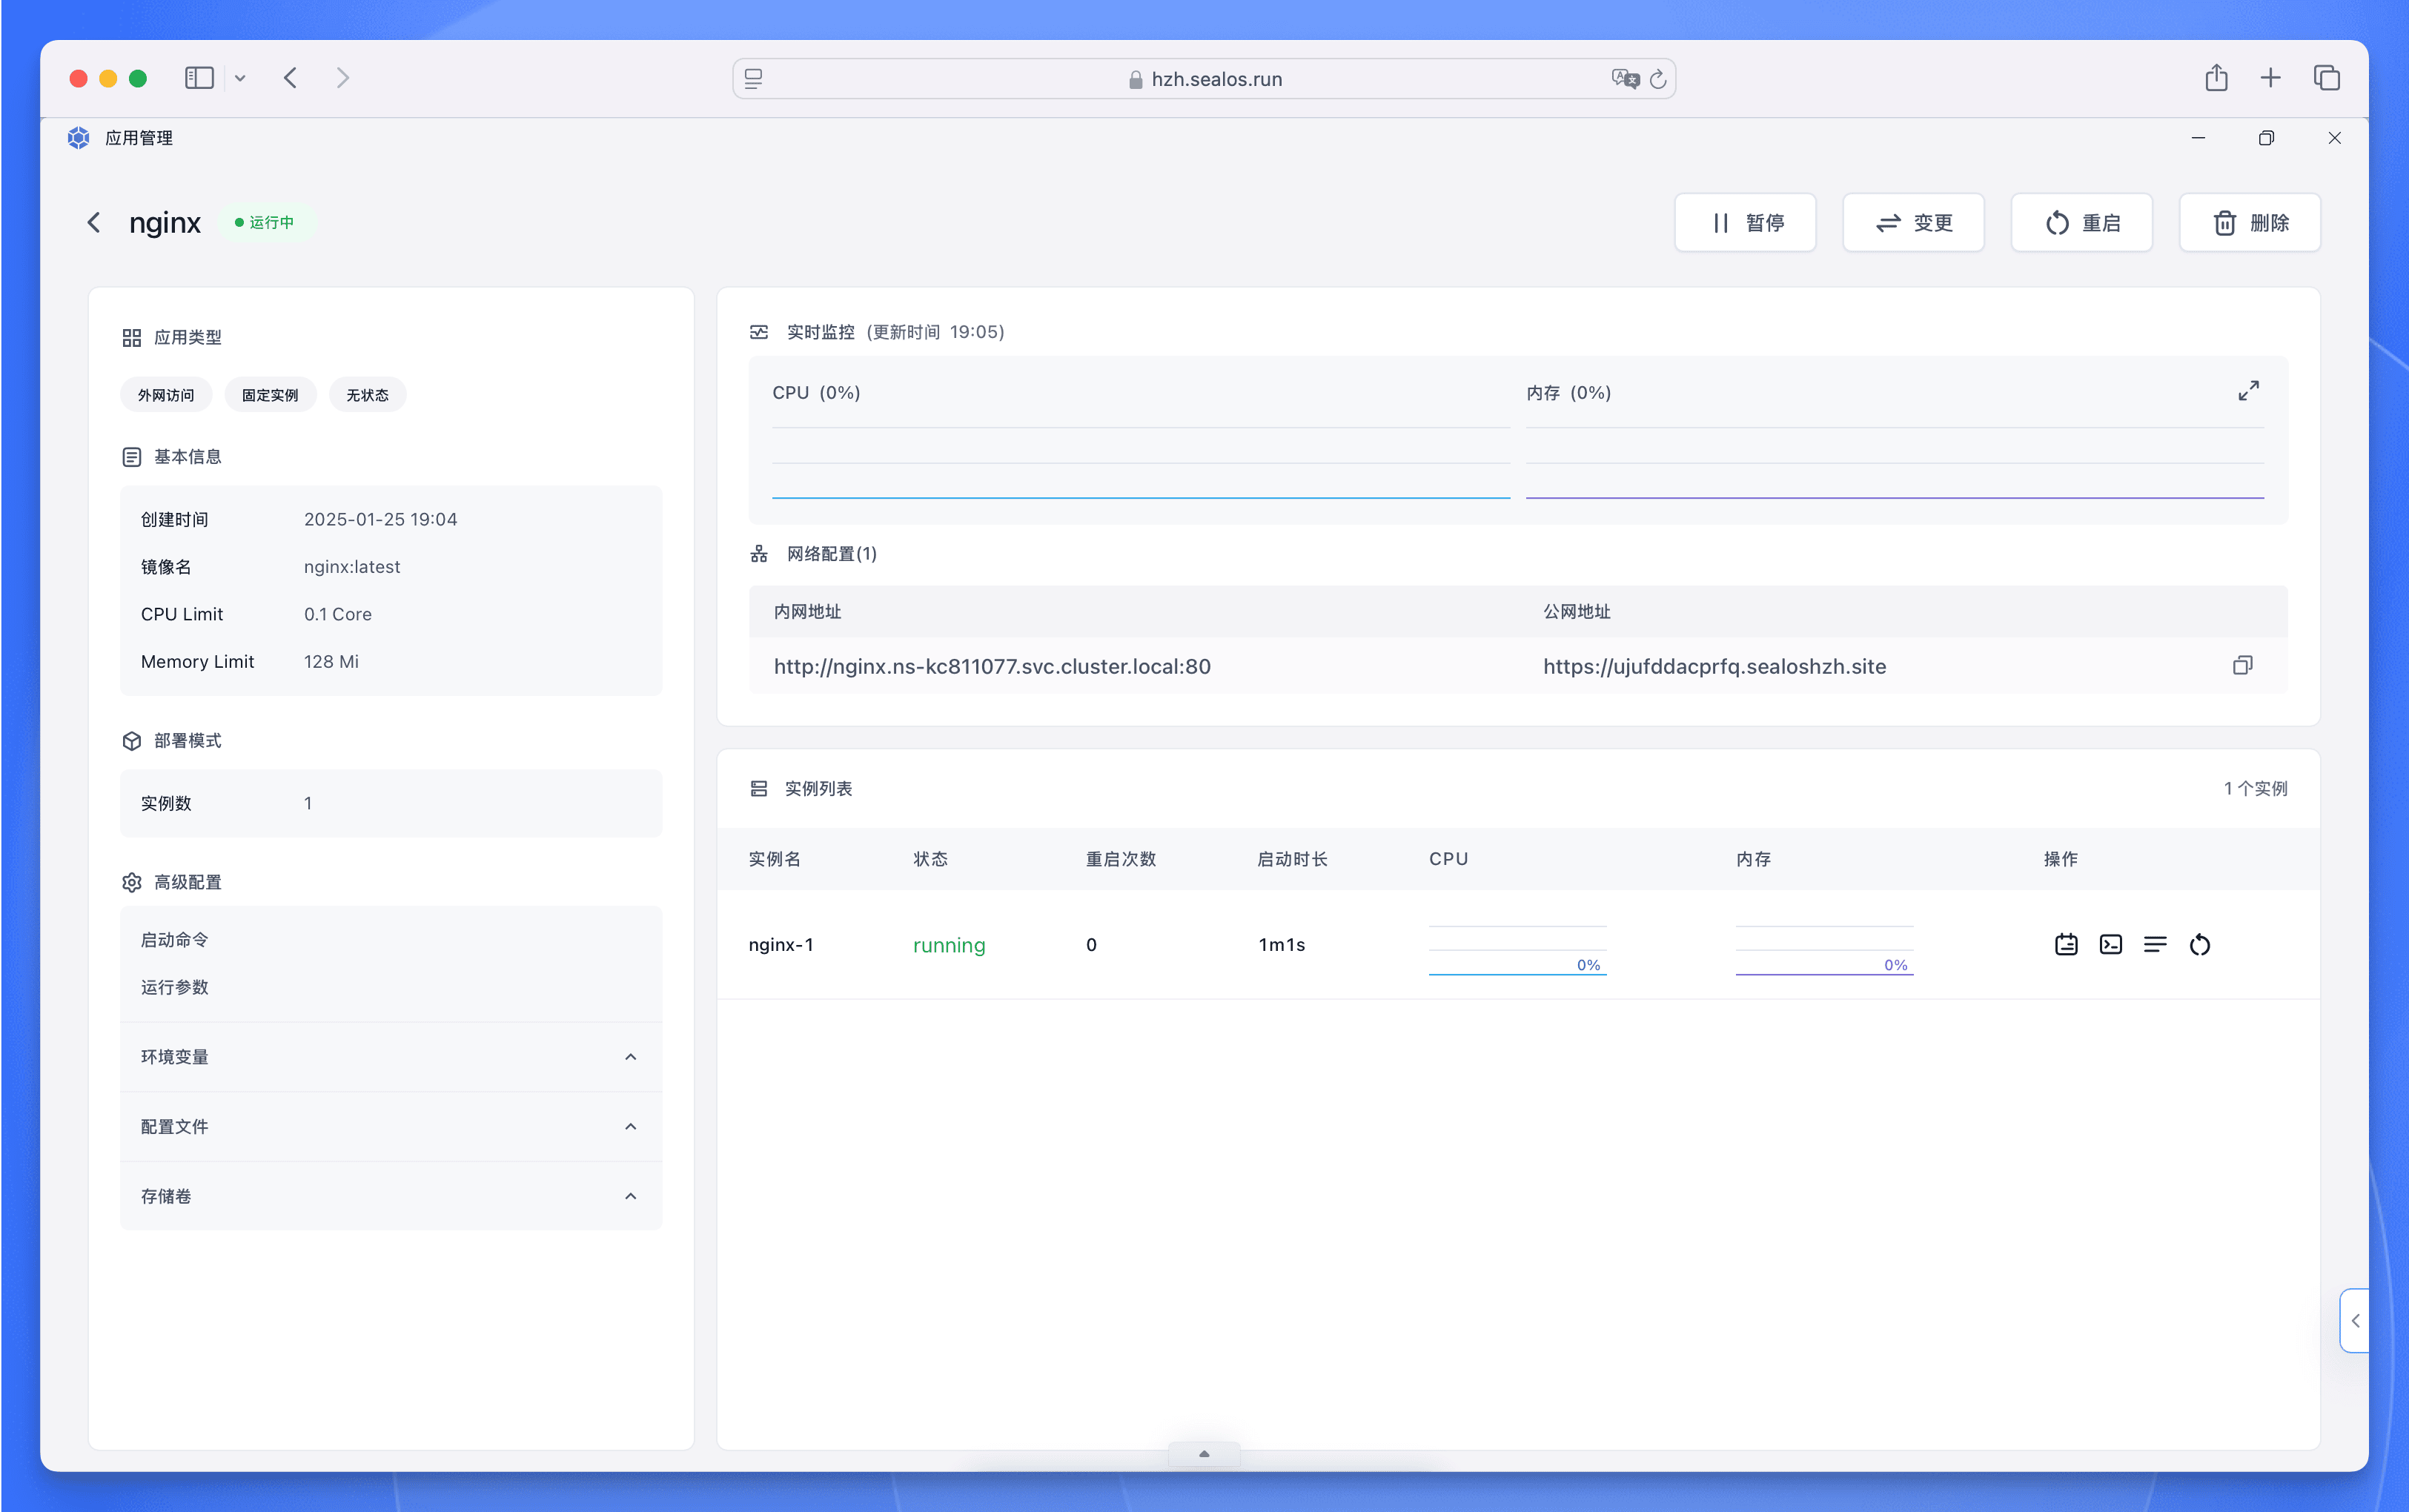 hzh.sealos.run
应用管理
nginx 运行中
暂停 变更 重启 删除
应用类型
外网访问 固定实例 无状态
基本信息
创建时间 2025-01-25 19:04
镜像名 nginx:latest
CPU Limit 0.1 Core
Memory Limit 128 Mi
部署模式
实例数 1
高级配置
启动命令
运行参数
环境变量
配置文件
存储卷
实时监控 (更新时间 19:05)
CPU (0%) 内存 (0%)
网络配置(1)
内网地址 公网地址
http://nginx.ns-kc811077.svc.cluster.local:80 https://ujufddacprfq.sealoshzh.site
实例列表 1 个实例
实例名 状态 重启次数 启动时长 CPU 内存 操作
nginx-1 running 0 1m1s 0% 0%